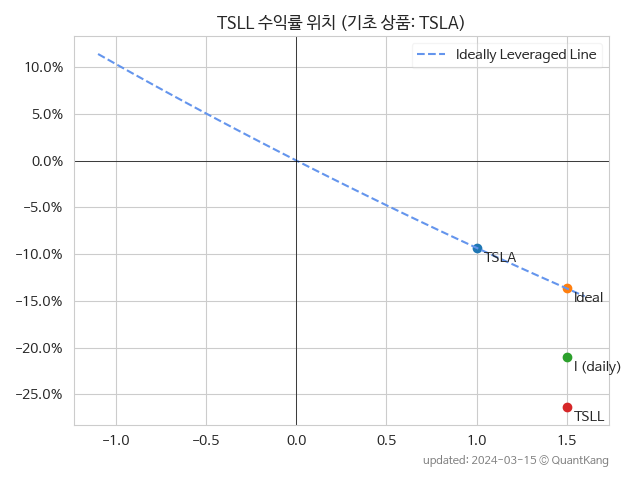 TSLL 수익률 위치 (기초 상품: TSLA)
Ideally Leveraged Line
10.0%
5.0%
0.0%
−5.0%
−10.0%
−15.0%
−20.0%
−25.0%
TSLA
Ideal
I (daily)
TSLL
−1.0 −0.5 0.0 0.5 1.0 1.5
updated: 2024-03-15 © QuantKang